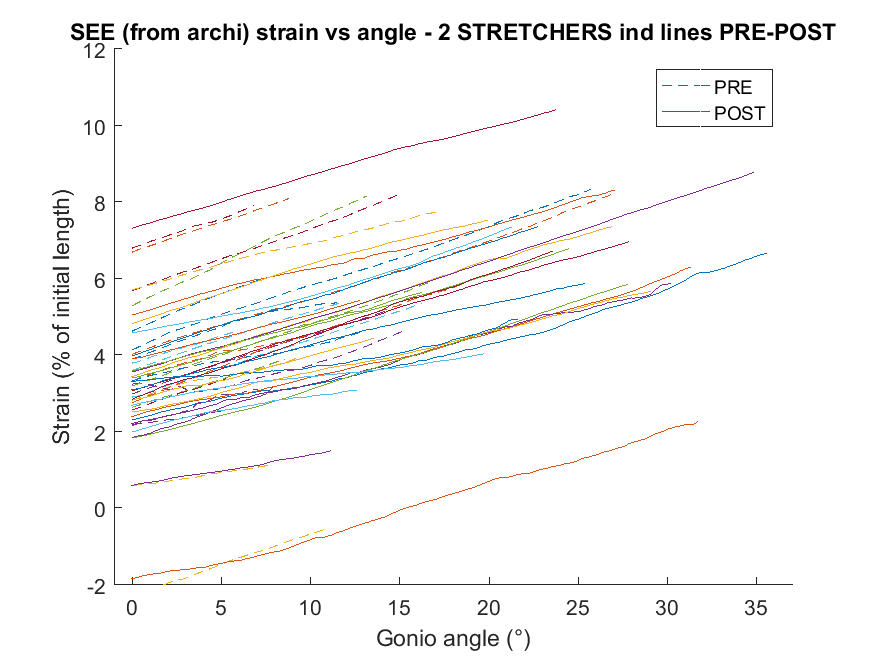 SEE (from archi) strain vs angle - 2 STRETCHERS ind lines PRE-POST
PRE
POST
12
10
8
6
4
2
0
-2
Strain (% of initial length)
0 5 10 15 20 25 30 35
Gonio angle (°)